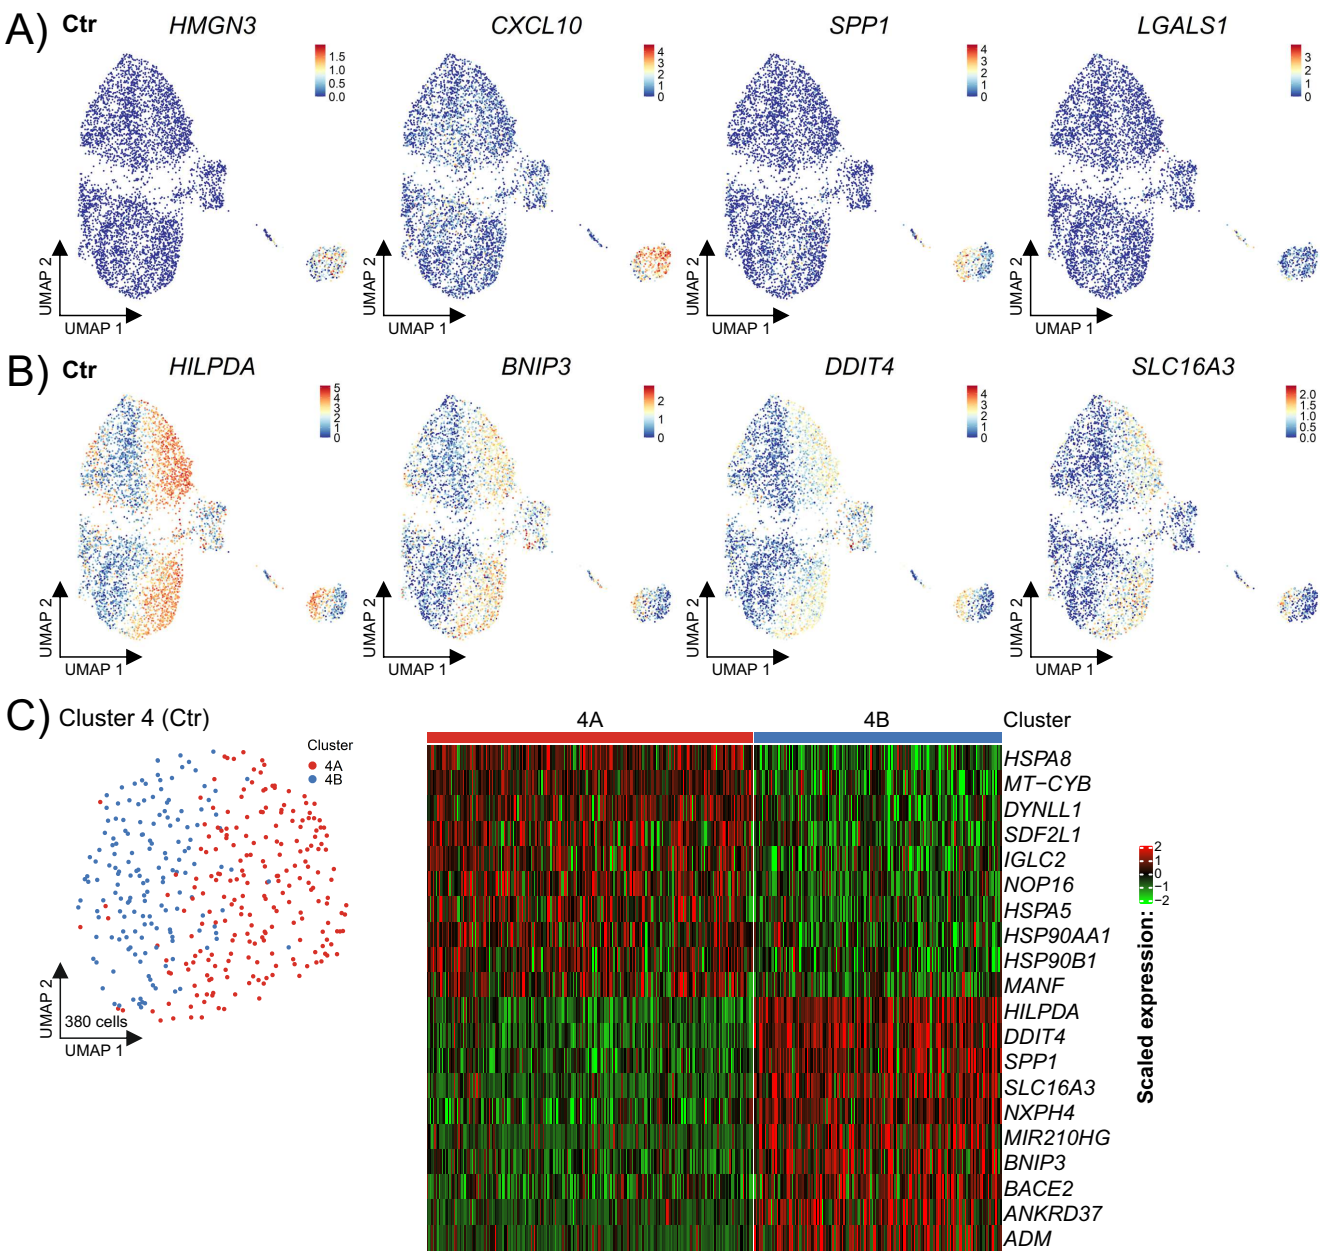 A) Ctr HMGN3 CXCL10 SPP1 LGALS1
1.5 1.0 0.5 0.0
4 3 2 1 0
4 3 2 1 0
3 2 1 0
UMAP 2 UMAP 2 UMAP 2 UMAP 2
UMAP 1 UMAP 1 UMAP 1 UMAP 1
B) Ctr HILPDA BNIP3 DDIT4 SLC16A3
5 4 3 2 1 0
2 1 0
4 3 2 1 0
2.0 1.5 1.0 0.5 0.0
UMAP 2 UMAP 2 UMAP 2 UMAP 2
UMAP 1 UMAP 1 UMAP 1 UMAP 1
C) Cluster 4 (Ctr)
Cluster
4A
4B
UMAP 2
380 cells
UMAP 1
4A 4B Cluster
HSPA8
MT−CYB
DYNLL1
SDF2L1
IGLC2
NOP16
HSPA5
HSP90AA1
HSP90B1
MANF
HILPDA
DDIT4
SPP1
SLC16A3
NXPH4
MIR210HG
BNIP3
BACE2
ANKRD37
ADM
Scaled expression:
2
1
0
−1
−2